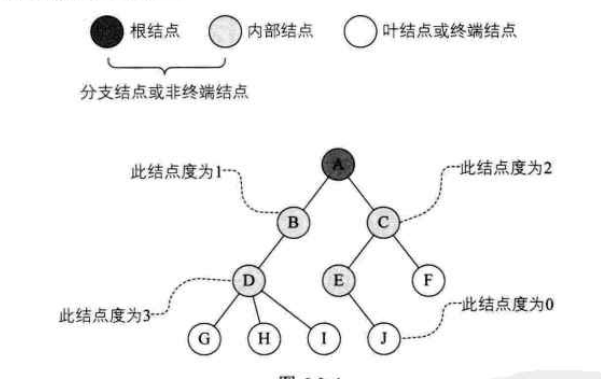 根结点 内部结点 叶结点或终端结点
分支结点或非终端结点
此结点度为1 A 此结点度为2
B C
D E F
此结点度为3 此结点度为0
G H I J